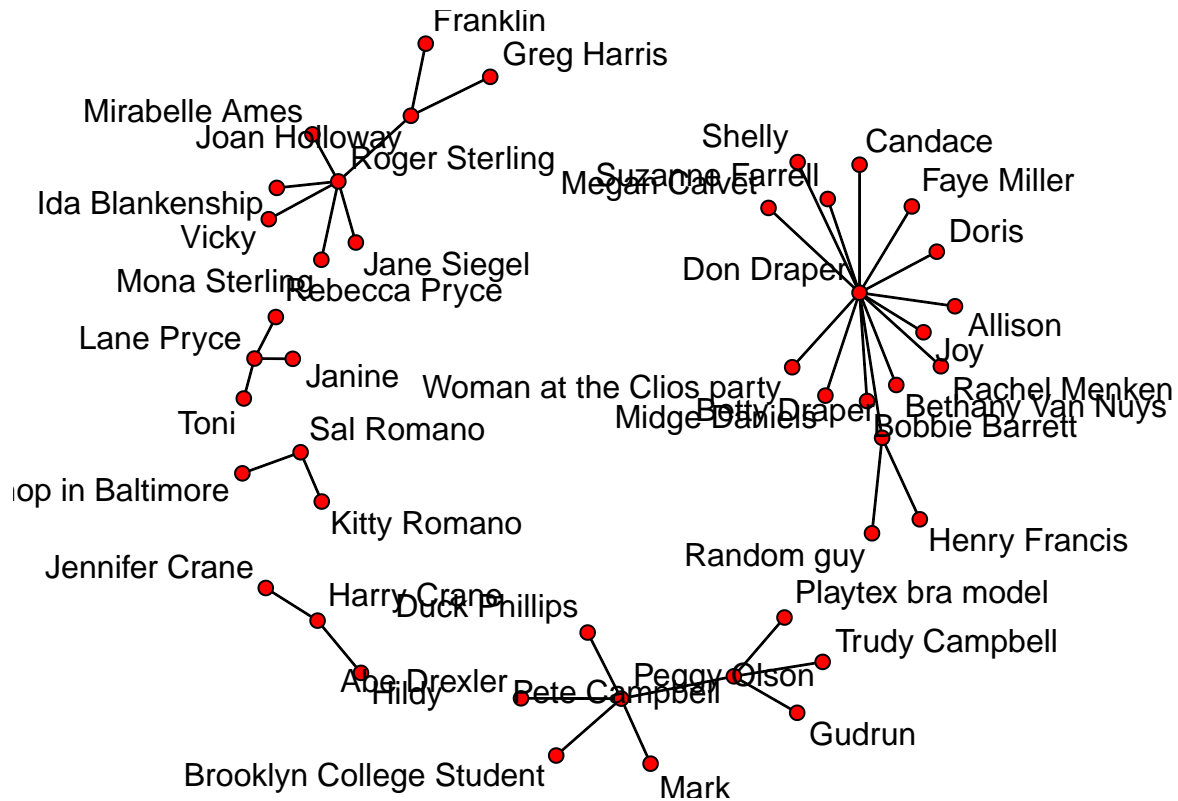 Franklin
Greg Harris
Mirabelle Ames
Joan Holloway
Roger Sterling
Ida Blankenship
Vicky
Jane Siegel
Mona Sterling
Rebecca Pryce
Lane Pryce
Janine
Toni
Shelly
Candace
Suzanne Farrell
Megan Calvet
Faye Miller
Doris
Don Draper
Allison
Joy
Rachel Menken
Woman at the Clios party
Bethany Van Nuys
Betty Draper
Midge Daniels
Bobbie Barrett
Sal Romano
op in Baltimore
Kitty Romano
Henry Francis
Random guy
Jennifer Crane
Harry Crane
Duck Phillips
Playtex bra model
Trudy Campbell
Peggy Olson
Abe Drexler
Hildy
Pete Campbell
Gudrun
Brooklyn College Student
Mark